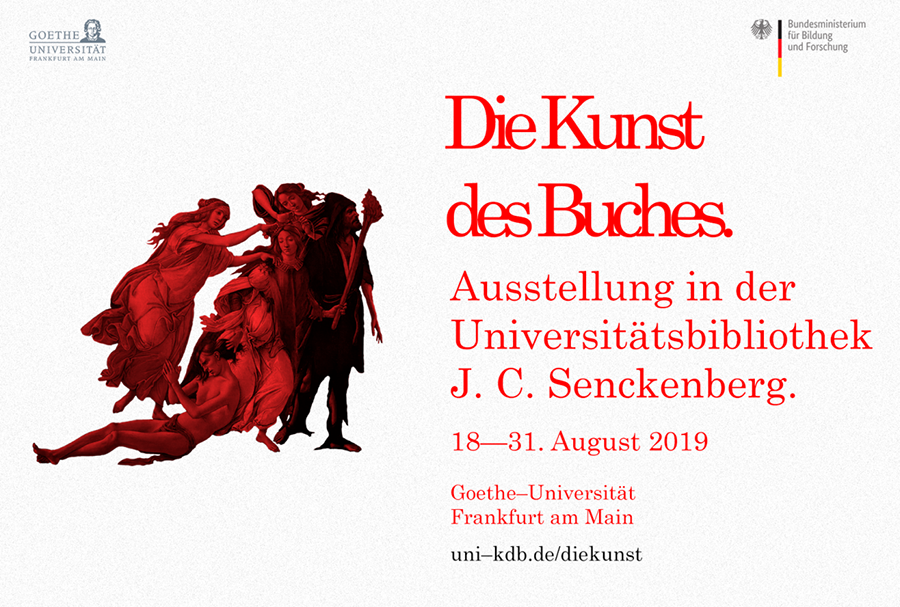 GOETHE
UNIVERSITÄT
FRANKFURT AM MAIN
Bundesministerium
für Bildung
und Forschung
Die Kunst
des Buches.
Ausstellung in der
Universitätsbibliothek
J. C. Senckenberg.
18—31. August 2019
Goethe–Universität
Frankfurt am Main
uni–kdb.de/diekunst